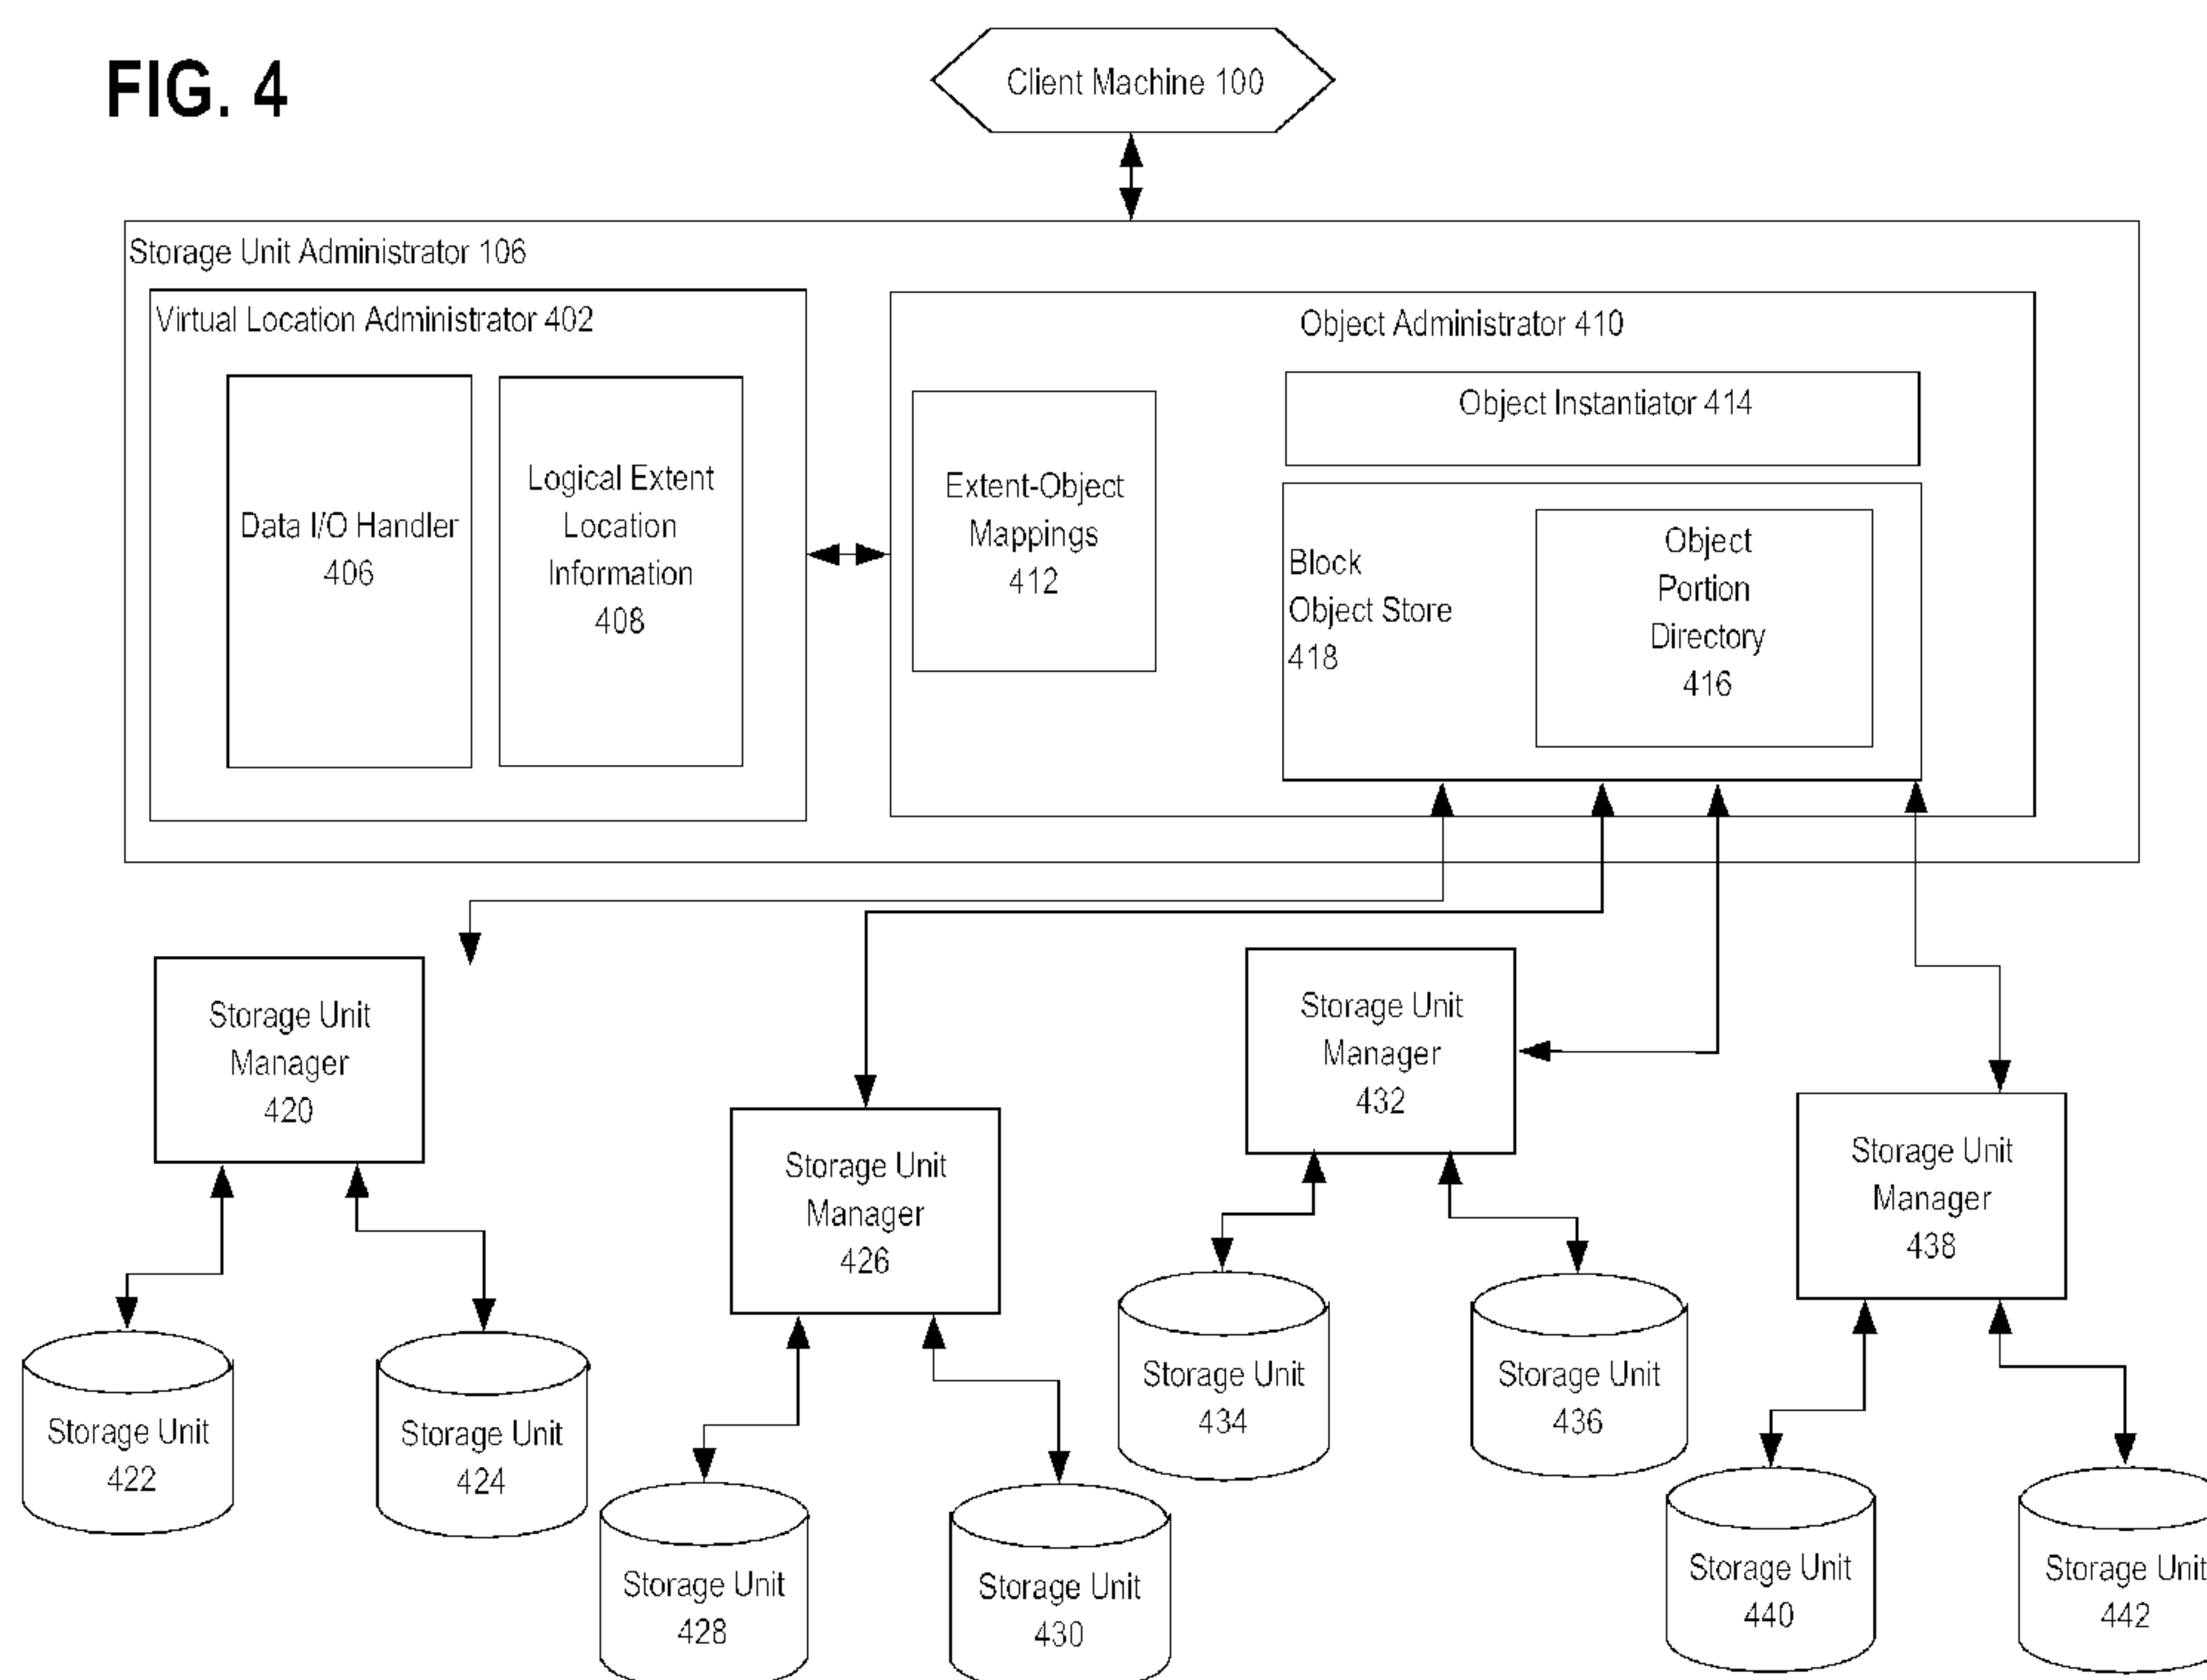 FIG. 4
Client Machine 100
Storage Unit Administrator 106
Virtual Location Administrator 402
Data I/O Handler
406
Logical Extent
Location
Information
408
Object Administrator 410
Extent-Object
Mappings
412
Object Instantiator 414
Block
Object Store
418
Object
Portion
Directory
416
Storage Unit
Manager
420
Storage Unit
Manager
426
Storage Unit
Manager
432
Storage Unit
Manager
438
Storage Unit
422
Storage Unit
424
Storage Unit
428
Storage Unit
430
Storage Unit
434
Storage Unit
436
Storage Unit
440
Storage Unit
442